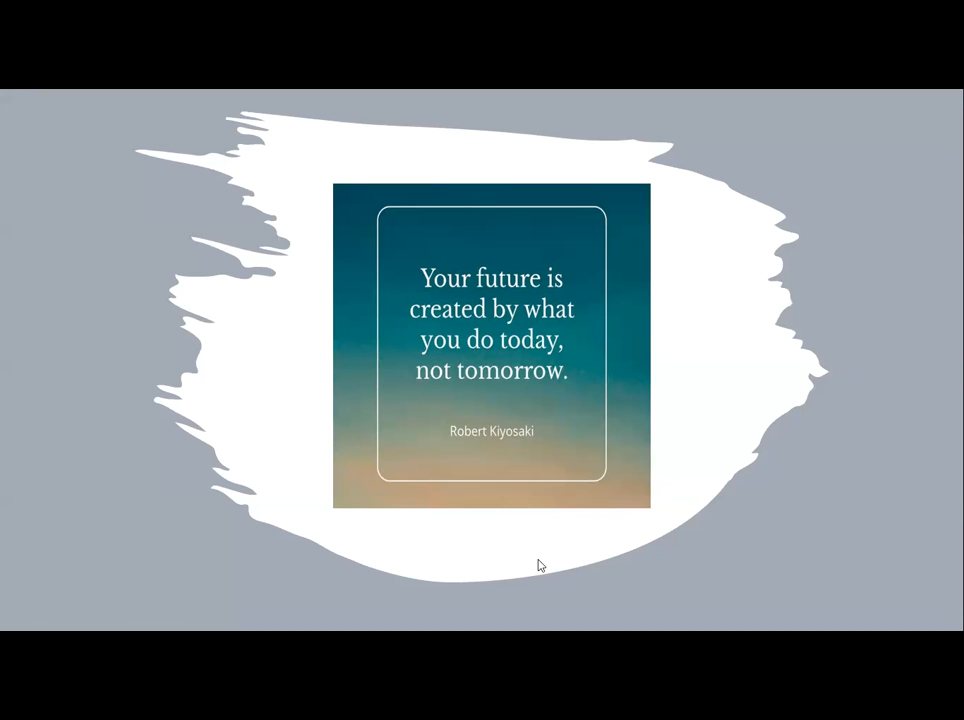 Your future is
created by what
you do today,
not tomorrow.
Robert Kiyosaki